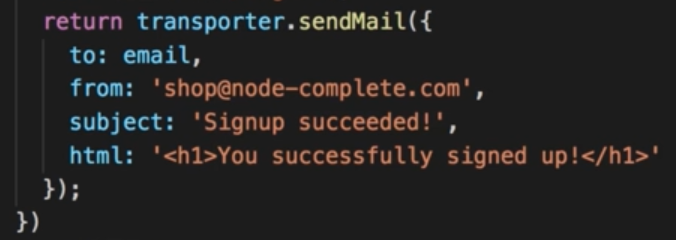 return transporter.sendMail({
to: email,
from: 'shop@node-complete.com',
subject: 'Signup succeeded!',
html: '<h1>You successfully signed up!</h1>'
});
})